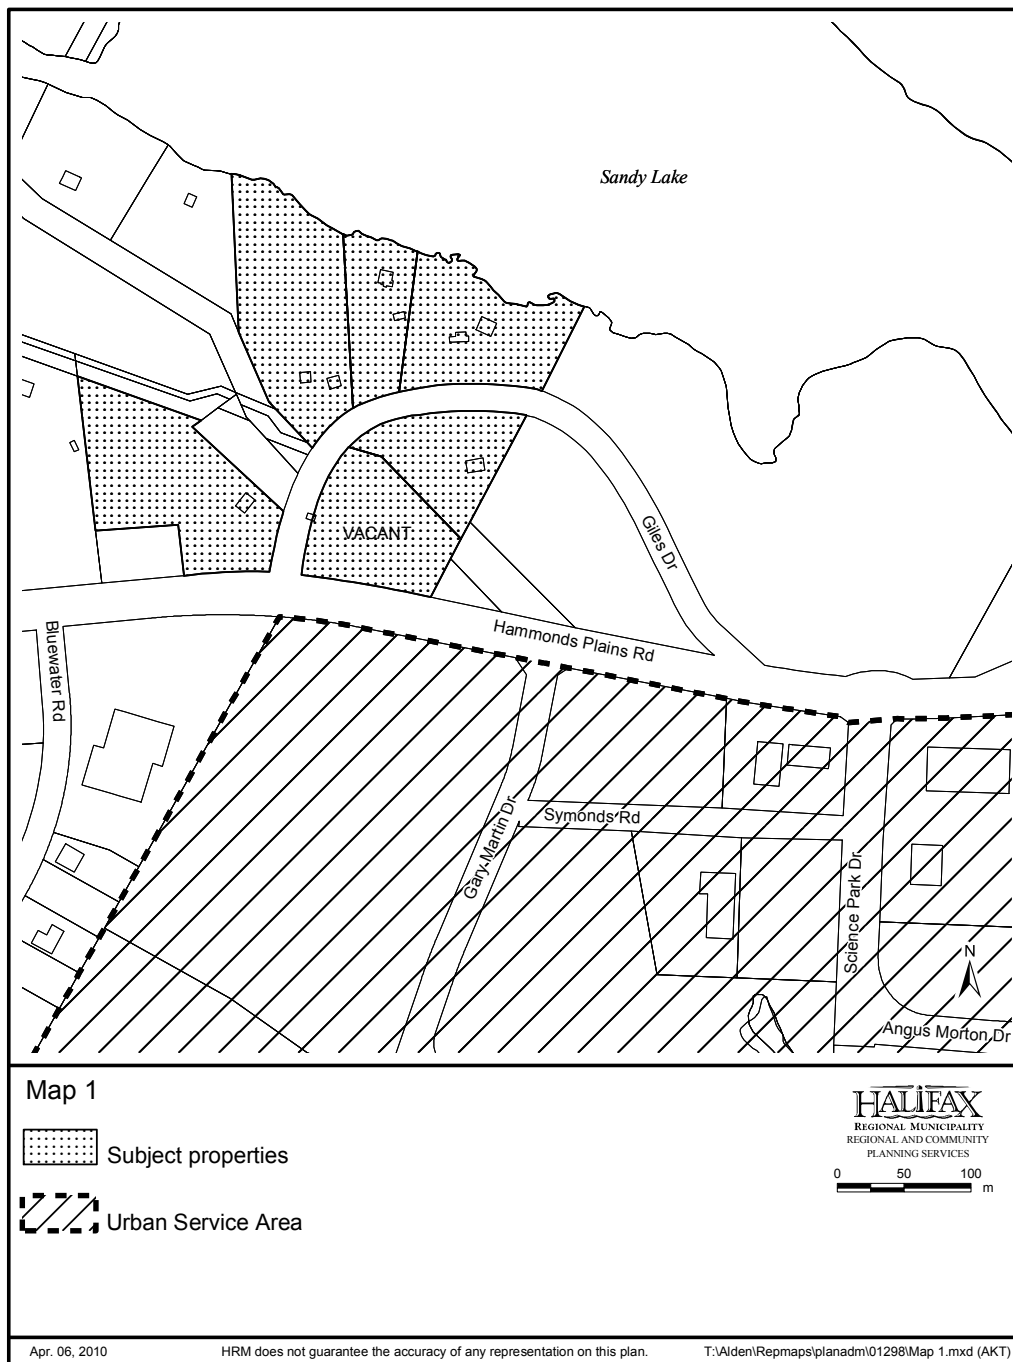 Sandy Lake
VACANT
Giles Dr
Hammonds Plains Rd
Bluewater Rd
Symonds Rd
Gary-Martin Dr
Science Park Dr
N
Angus Morton Dr
Map 1
Subject properties
Urban Service Area
HALIFAX
REGIONAL MUNICIPALITY
REGIONAL AND COMMUNITY
PLANNING SERVICES
0 50 100
m
Apr. 06, 2010 HRM does not guarantee the accuracy of any representation on this plan. T:\Alden\Repmaps\planadm\01298\Map 1.mxd (AKT)